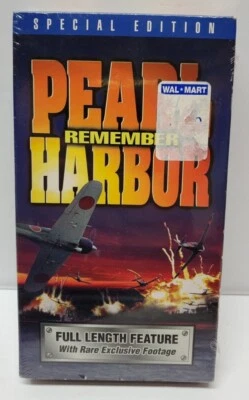 SPECIAL EDITION
PEARL
WAL★MART
REMEMBER
HARBOR
FULL LENGTH FEATURE
With Rare Exclusive Footage